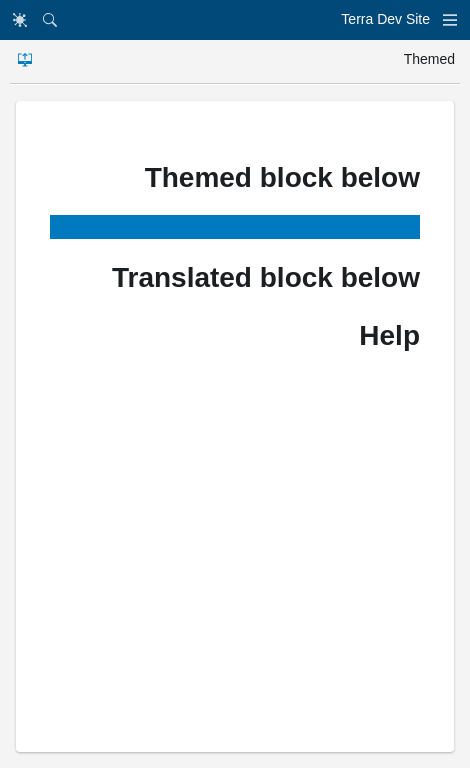 Terra Dev Site
Themed
Themed block below
Translated block below
Help